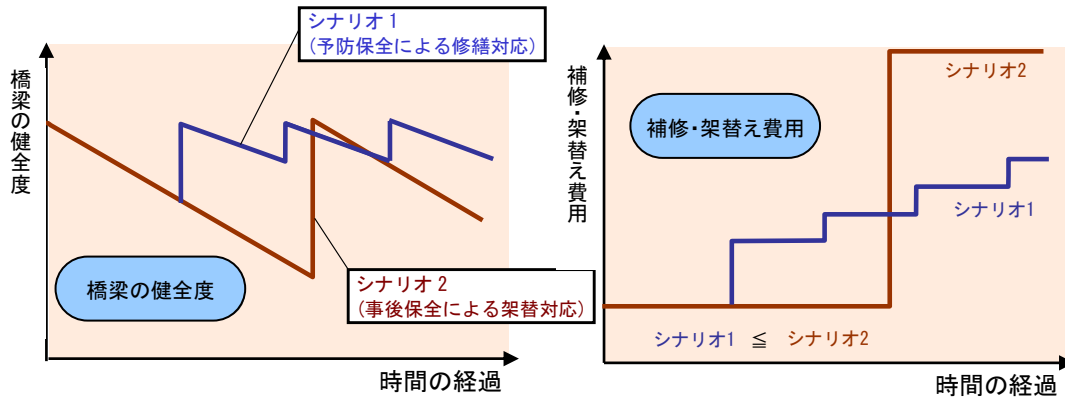 シナリオ1
(予防保全による修繕対応)
橋梁の健全度
橋梁の健全度
シナリオ2
(事後保全による架替対応)
時間の経過
補修・架替え費用
補修・架替え費用
シナリオ2
シナリオ1
シナリオ1 ≦ シナリオ2
時間の経過